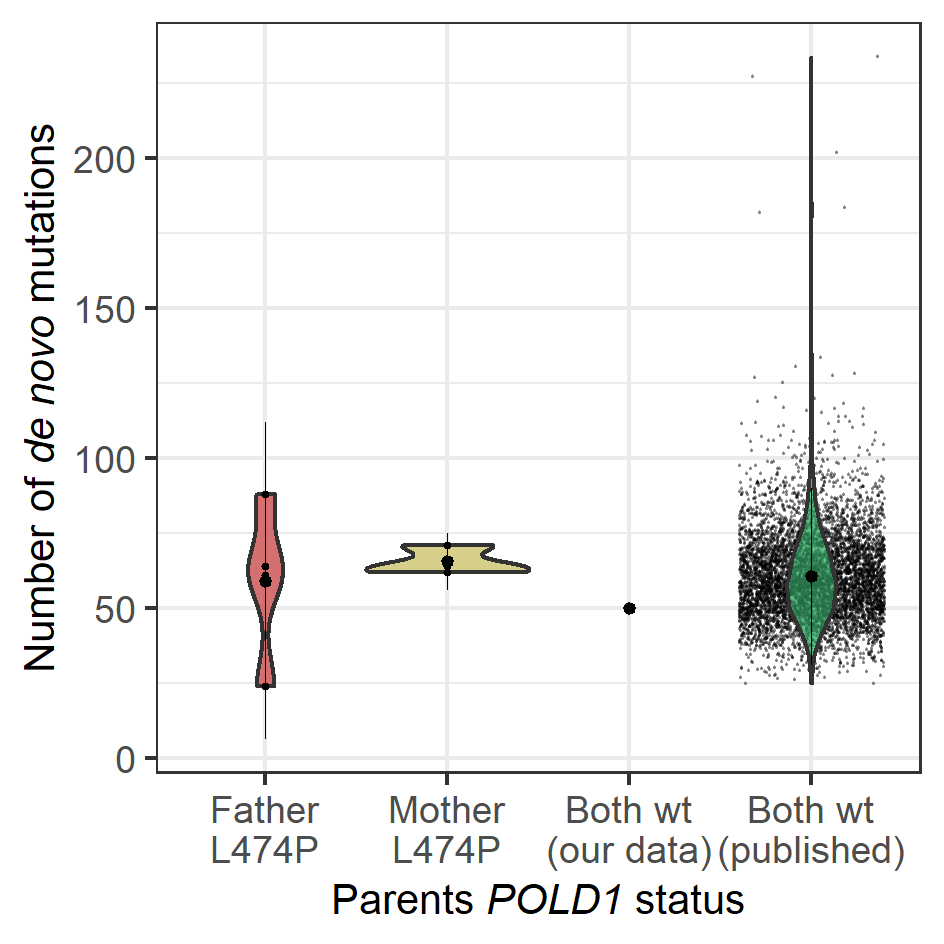 Number of de novo mutations
200
150
100
50
0
Father
L474P
Mother
L474P
Both wt
(our data)
Both wt
(published)
Parents POLD1 status